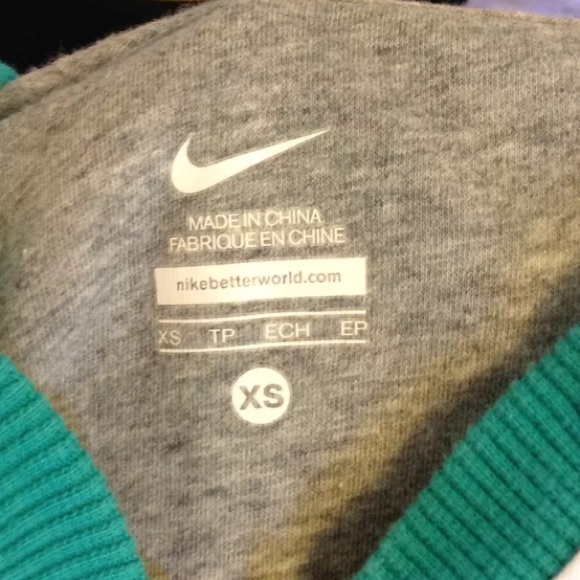 MADE IN CHINA
FABRIQUE EN CHINE
nikebetterworld.com
XS TP ECH EP
XS